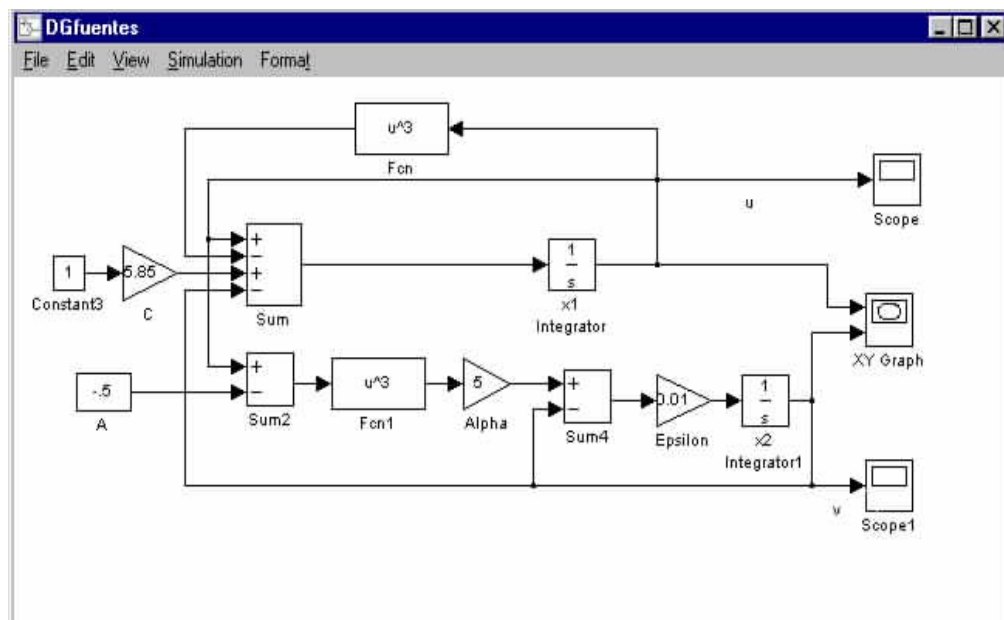 DGfuentes
File Edit View Simulation Format
u^3
Fcn
u
Scope
+
−
+
−
Sum
1
Constant3
5.85
C
1
s
x1
Integrator
XY Graph
-.5
A
+
−
Sum2
u^3
Fcn1
5
Alpha
+
−
Sum4
0.01
Epsilon
1
s
x2
Integrator1
v
Scope1